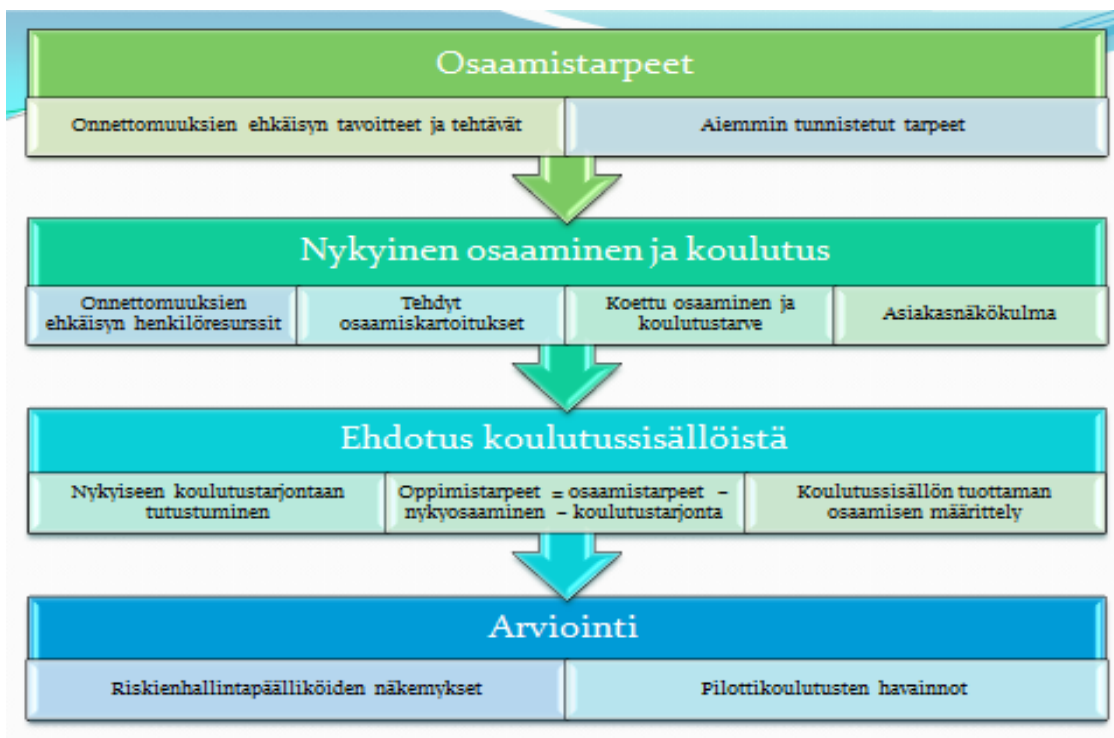 Osaamistarpeet
Onnettomuuksien ehkäisyn tavoitteet ja tehtävät
Aiemmin tunnistetut tarpeet
Nykyinen osaaminen ja koulutus
Onnettomuuksien
ehkäisyn henkilöresurssit
Tehdyt
osaamiskartoitukset
Koettu osaaminen ja
koulutustarve
Asiakasnäkökulma
Ehdotus koulutussisällöistä
Nykyiseen koulutustarjontaan
tutustuminen
Oppimistarpeet = osaamistarpeet –
nykyosaaminen – koulutustarjonta
Koulutussisällön tuottaman
osaamisen määrittely
Arviointi
Riskienhallintapäälliköiden näkemykset
Pilottikoulutusten havainnot